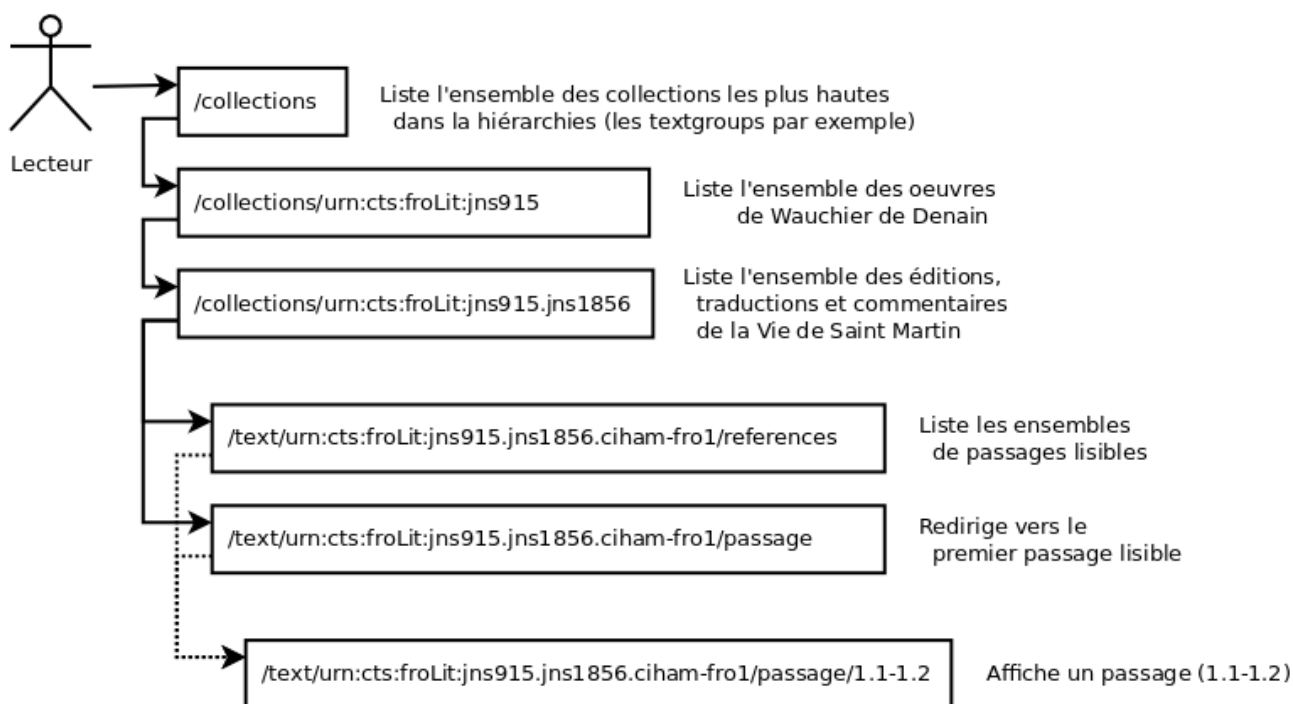 /collections
Liste l'ensemble des collections les plus hautes
dans la hiérarchies (les textgroups par exemple)
Lecteur
/collections/urn:cts:froLit:jns915
Liste l'ensemble des oeuvres
de Wauchier de Denain
/collections/urn:cts:froLit:jns915.jns1856
Liste l'ensemble des éditions,
traductions et commentaires
de la Vie de Saint Martin
/text/urn:cts:froLit:jns915.jns1856.ciham-fro1/references
Liste les ensembles
de passages lisibles
/text/urn:cts:froLit:jns915.jns1856.ciham-fro1/passage
Redirige vers le
premier passage lisible
/text/urn:cts:froLit:jns915.jns1856.ciham-fro1/passage/1.1-1.2
Affiche un passage (1.1-1.2)